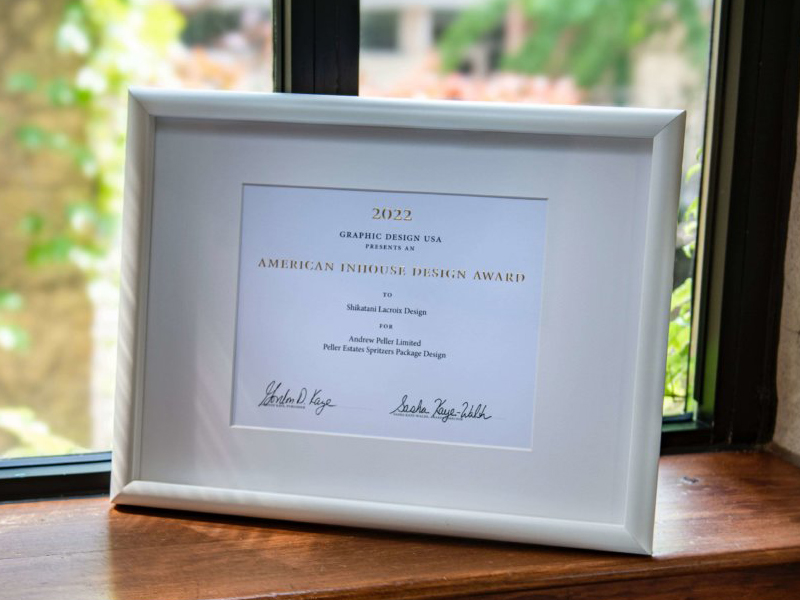 2022
GRAPHIC DESIGN USA
PRESENTS AN
AMERICAN INHOUSE DESIGN AWARD
TO
Shikatani Lacroix Design
FOR
Andrew Peller Limited
Peller Estates Spritzers Package Design
Gordon D. Kaye
Sasha Kaye-Walsh